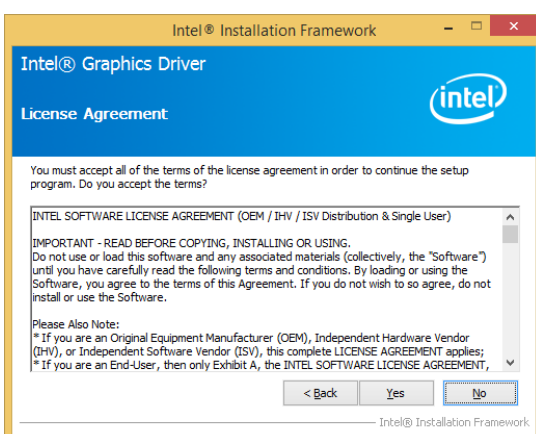 Intel® Installation Framework
Intel® Graphics Driver
License Agreement
intel
You must accept all of the terms of the license agreement in order to continue the setup
program. Do you accept the terms?
INTEL SOFTWARE LICENSE AGREEMENT (OEM / IHV / ISV Distribution & Single User)
IMPORTANT - READ BEFORE COPYING, INSTALLING OR USING.
Do not use or load this software and any associated materials (collectively, the "Software")
until you have carefully read the following terms and conditions. By loading or using the
Software, you agree to the terms of this Agreement. If you do not wish to so agree, do not
install or use the Software.
Please Also Note:
* If you are an Original Equipment Manufacturer (OEM), Independent Hardware Vendor
(IHV), or Independent Software Vendor (ISV), this complete LICENSE AGREEMENT applies;
* If you are an End-User, then only Exhibit A, the INTEL SOFTWARE LICENSE AGREEMENT,
< Back Yes No
Intel® Installation Framework